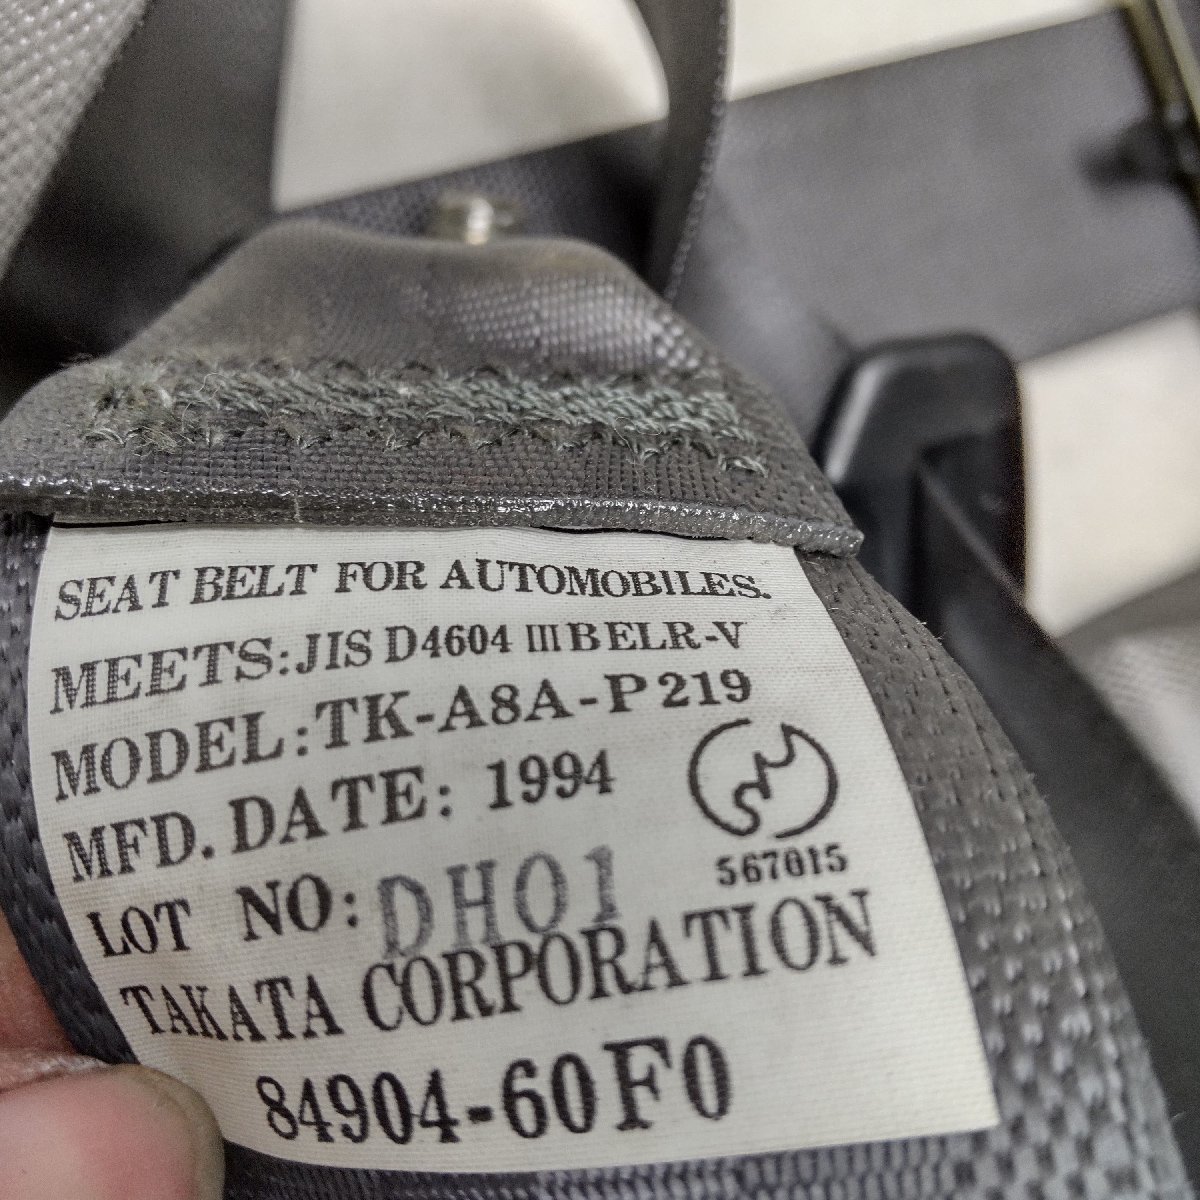 SEAT BELT FOR AUTOMOBILES.
MEETS:JIS D4604 III B ELR-V
MODEL:TK-A8A-P219
MFD. DATE: 1994
567015
LOT NO: DH01
TAKATA CORPORATION
84904-60F0